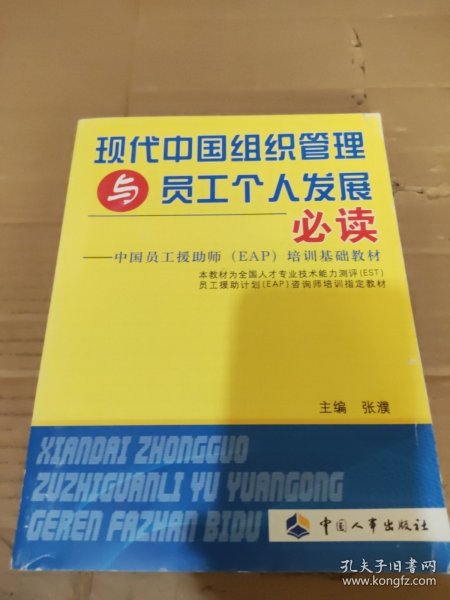 现代中国组织管理
与员工个人发展
必读
——中国员工援助师（EAP）培训基础教材
本教材为全国人才专业技术能力测评(EST)
员工援助计划(EAP)咨询师培训指定教材
主编 张濮
XIANDAI ZHONGGUO
ZUZHIGUANLI YU YUANGONG
GEREN FAZHAN BIDU
中国人事出版社
孔夫子旧书网
www.kongfz.com